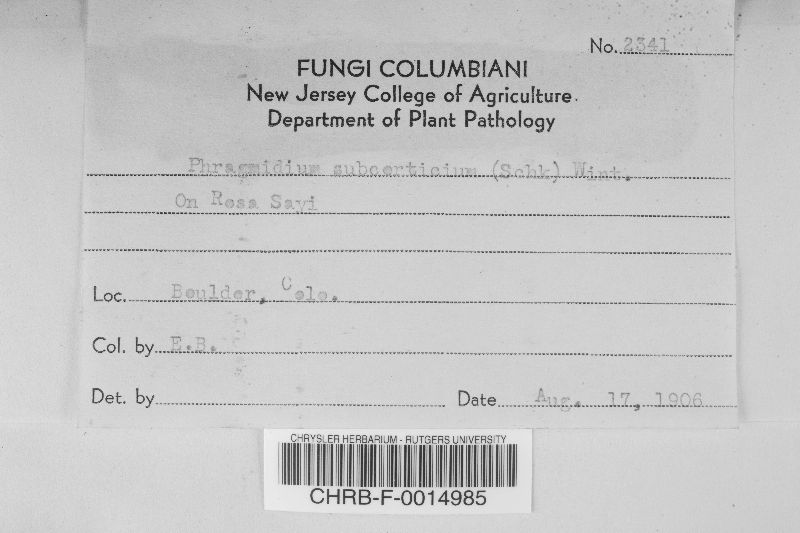 No. 2341
FUNGI COLUMBIANI
New Jersey College of Agriculture.
Department of Plant Pathology
Phragmidium subcorticium (Schk) Wint.
On Rosa Sayi
Loc. Boulder, Colo.
Col. by E.B.
Det. by
Date Aug. 17, 1906
CHRYSLER HERBARIUM - RUTGERS UNIVERSITY
CHRB-F-0014985